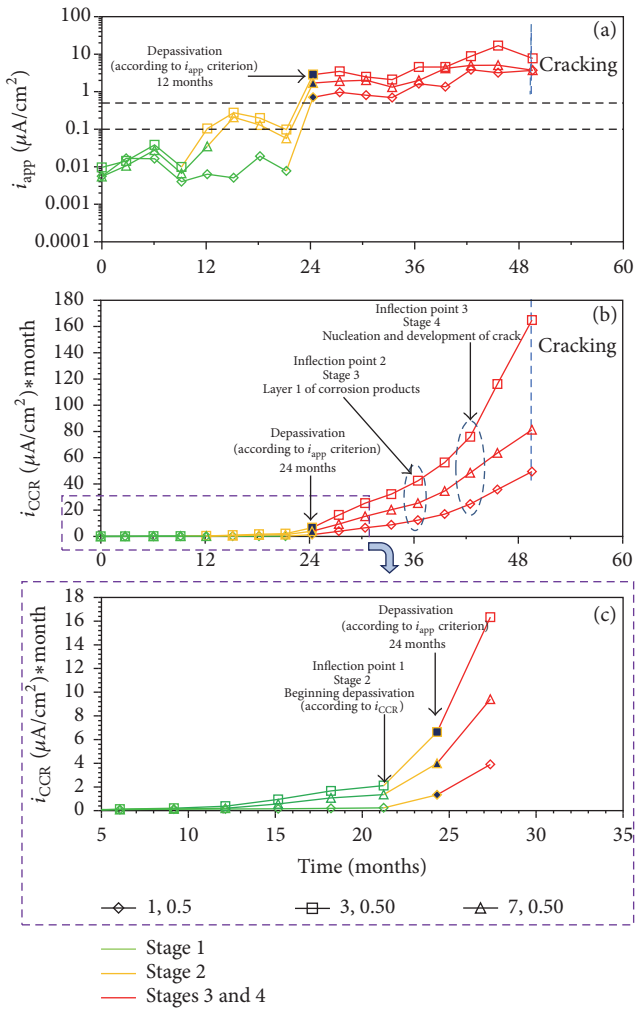 (a)
Depassivation
(according to i_app criterion)
12 months
Cracking
i_app (μA/cm²)
100
10
1
0.1
0.01
0.001
0.0001
0 12 24 36 48 60
(b)
Inflection point 3
Stage 4
Nucleation and development of crack
Cracking
Inflection point 2
Stage 3
Layer 1 of corrosion products
Depassivation
(according to i_app criterion)
24 months
i_CCR (μA/cm²)*month
180
160
140
120
100
80
60
40
20
0
0 12 24 36 48 60
(c)
Depassivation
(according to i_app criterion)
24 months
Inflection point 1
Stage 2
Beginning depassivation
(according to i_CCR)
i_CCR (μA/cm²)*month
18
16
14
12
10
8
6
4
2
0
5 10 15 20 25 30 35
Time (months)
1, 0.5 3, 0.50 7, 0.50
Stage 1
Stage 2
Stages 3 and 4